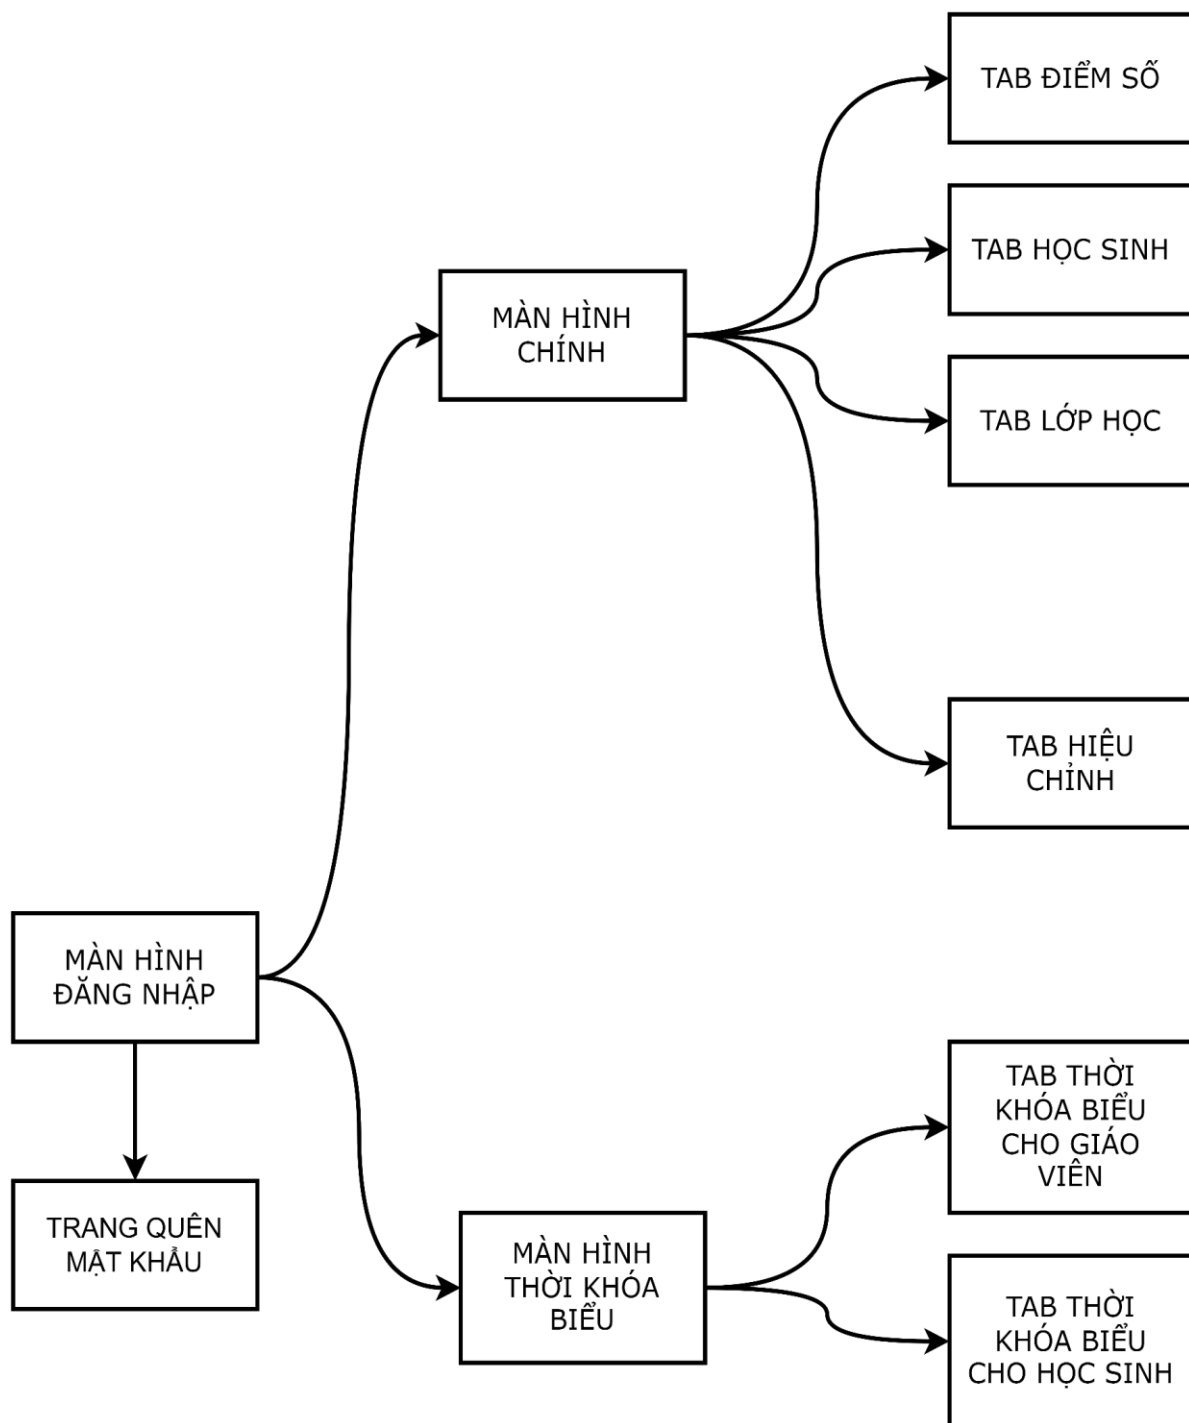 TAB ĐIỂM SỐ
TAB HỌC SINH
MÀN HÌNH
CHÍNH
TAB LỚP HỌC
TAB HIỆU
CHỈNH
MÀN HÌNH
ĐĂNG NHẬP
TRANG QUÊN
MẬT KHẨU
MÀN HÌNH
THỜI KHÓA
BIỂU
TAB THỜI
KHÓA BIỂU
CHO GIÁO
VIÊN
TAB THỜI
KHÓA BIỂU
CHO HỌC SINH